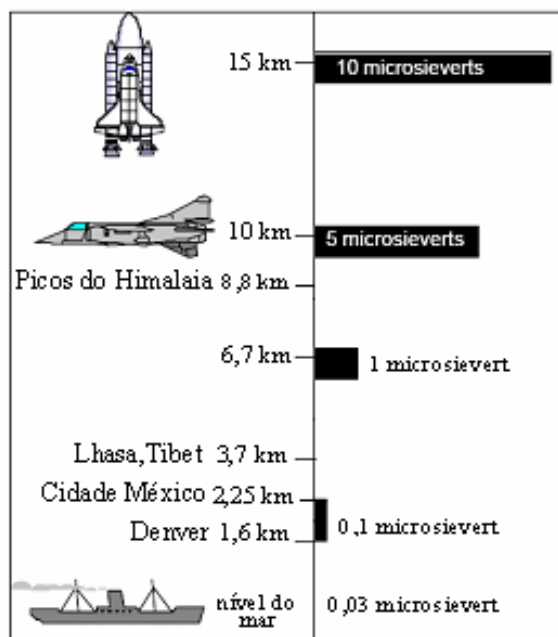 15 km
10 microsieverts
10 km
5 microsieverts
Picos do Himalaia 8,8 km
6,7 km
1 microsievert
Lhasa,Tibet 3,7 km
Cidade México 2,25 km
Denver 1,6 km
0,1 microsievert
nível do
mar
0,03 microsievert